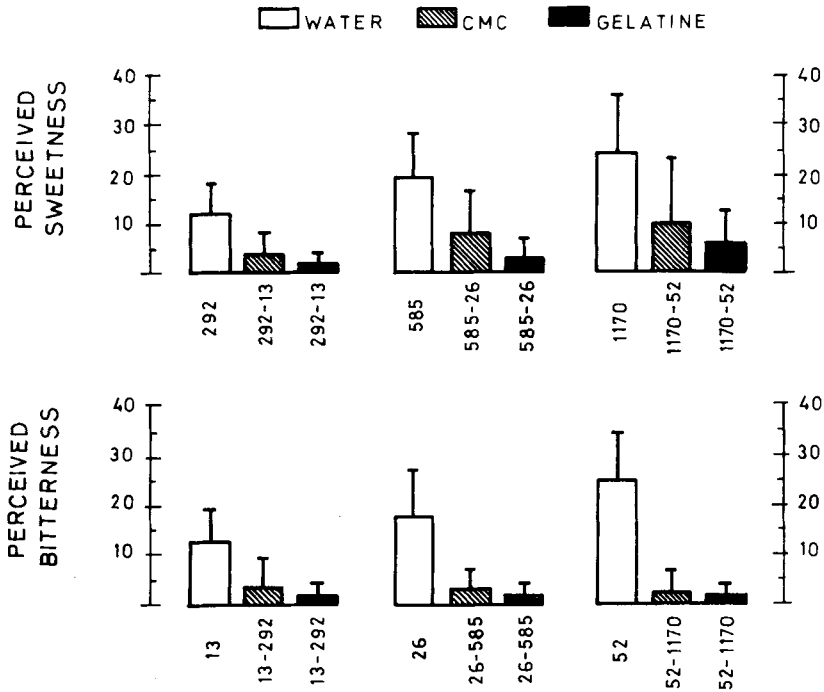 WATER CMC GELATINE
PERCEIVED
SWEETNESS
40 40
30 30
20 20
10 10
292 292-13 292-13 585 585-26 585-26 1170 1170-52 1170-52
PERCEIVED
BITTERNESS
40 40
30 30
20 20
10 10
13 13-292 13-292 26 26-585 26-585 52 52-1170 52-1170